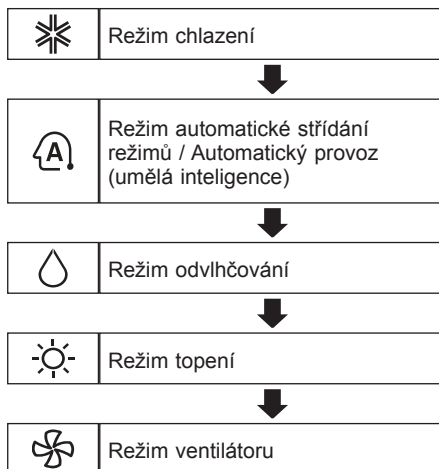 Režim chlazení
A
Režim automatické střídání
režimů / Automatický provoz
(umělá inteligence)
Režim odvlhčování
Režim topení
Režim ventilátoru